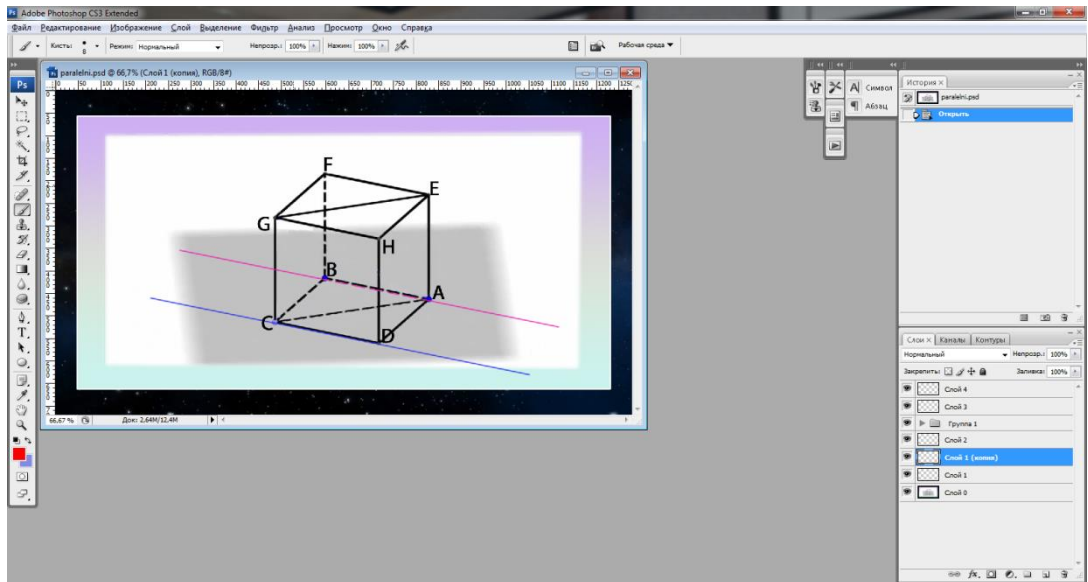 Adobe Photoshop CS3 Extended
Файл Редактирование Изображение Слой Выделение Фильтр Анализ Просмотр Окно Справка
Кисть: 8 Режим: Нормальный Непрозр.: 100% Нажим: 100% Рабочая среда
paralelni.psd @ 66,7% (Слой 1 (копия), RGB/8#)
F
E
G
H
B
A
C
D
66,67 % Док: 2,64M/12,4M
Символ
Абзац
История
paralelni.psd
Открыть
Слои Каналы Контуры
Нормальный Непрозр.: 100%
Закрепить: Заливка: 100%
Слой 4
Слой 3
Группа 1
Слой 2
Слой 1 (копия)
Слой 1
Слой 0